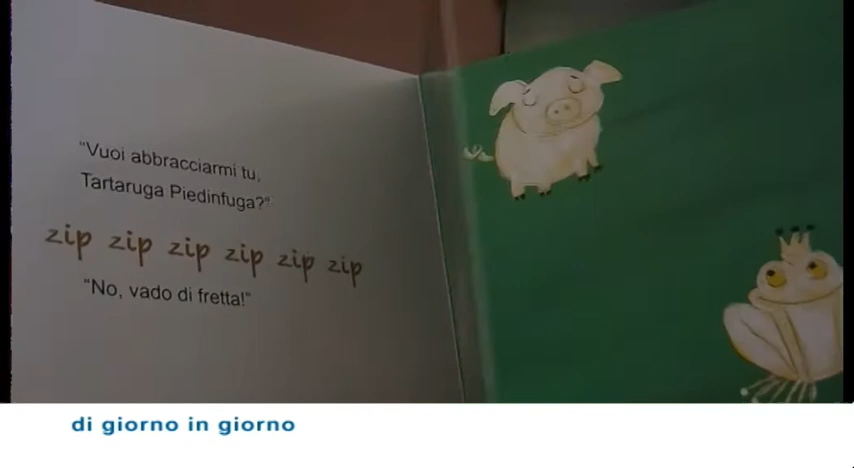 "Vuoi abbracciarmi tu,
Tartaruga Piedinfuga?"
zip zip zip zip zip zip
"No, vado di fretta!"
di giorno in giorno